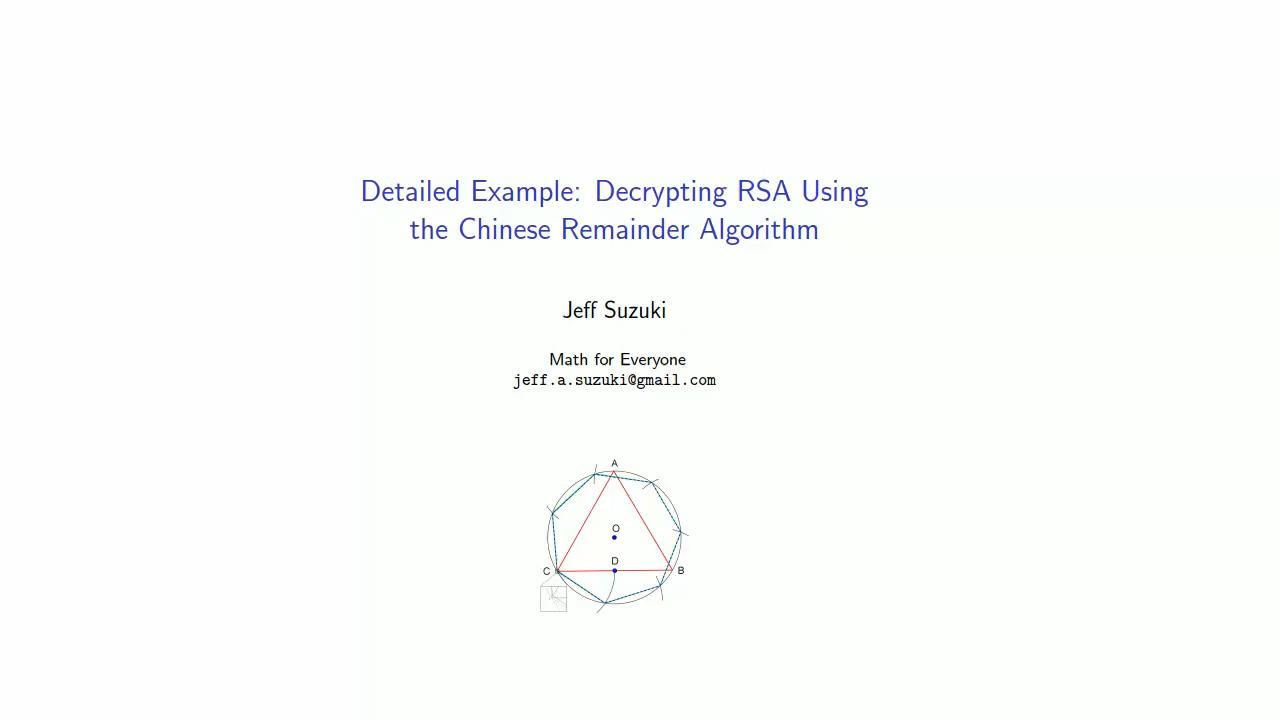 Detailed Example: Decrypting RSA Using
the Chinese Remainder Algorithm
Jeff Suzuki
Math for Everyone
jeff.a.suzuki@gmail.com
A
O
D
C
B